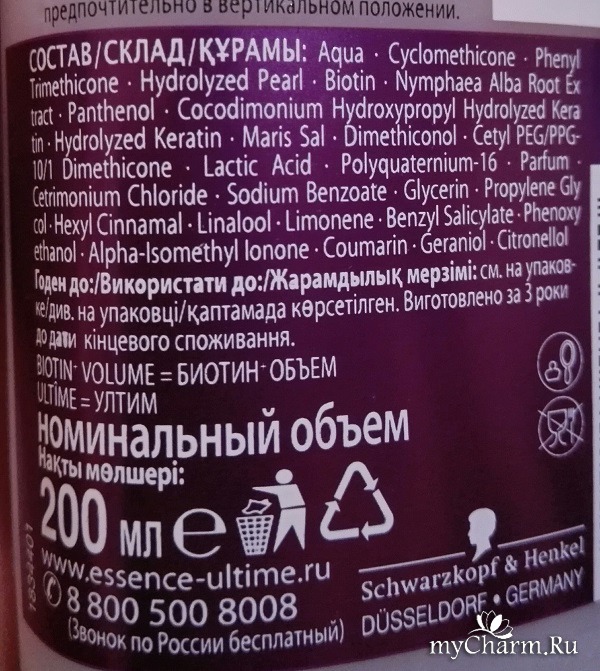 предпочтительно в вертикальном положении.
СОСТАВ/СКЛАД/ҚҰРАМЫ: Aqua · Cyclomethicone · Phenyl
Trimethicone · Hydrolyzed Pearl · Biotin · Nymphaea Alba Root Ex
tract · Panthenol · Cocodimonium Hydroxypropyl Hydrolyzed Kera
tin · Hydrolyzed Keratin · Maris Sal · Dimethiconol · Cetyl PEG/PPG-
10/1 Dimethicone · Lactic Acid · Polyquaternium-16 · Parfum ·
Cetrimonium Chloride · Sodium Benzoate · Glycerin · Propylene Gly
col · Hexyl Cinnamal · Linalool · Limonene · Benzyl Salicylate · Phenoxy
ethanol · Alpha-Isomethyl Ionone · Coumarin · Geraniol · Citronellol
Годен до:/Використати до:/Жарамдылық мерзімі: см. на упаков-
ке/див. на упаковці/қаптамада көрсетілген. Виготовлено за 3 роки
до дати кінцевого споживання.
BIOTIN+ VOLUME = БИОТИН+ ОБЪЕМ
ULTÎME = УЛТИМ
номинальный объем
Нақты мөлшері:
200 мл e
www.essence-ultime.ru
8 800 500 8008
(Звонок по России бесплатный)
1834401
Schwarzkopf & Henkel
DÜSSELDORF · GERMANY
myCharm.Ru